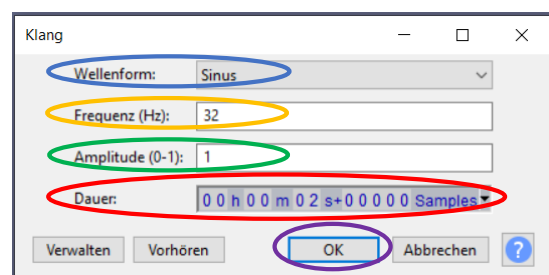 Klang
Wellenform: Sinus
Frequenz (Hz): 32
Amplitude (0-1): 1
Dauer: 0 0 h 0 0 m 0 2 s+0 0 0 0 0 Samples
Verwalten Vorhören OK Abbrechen ?